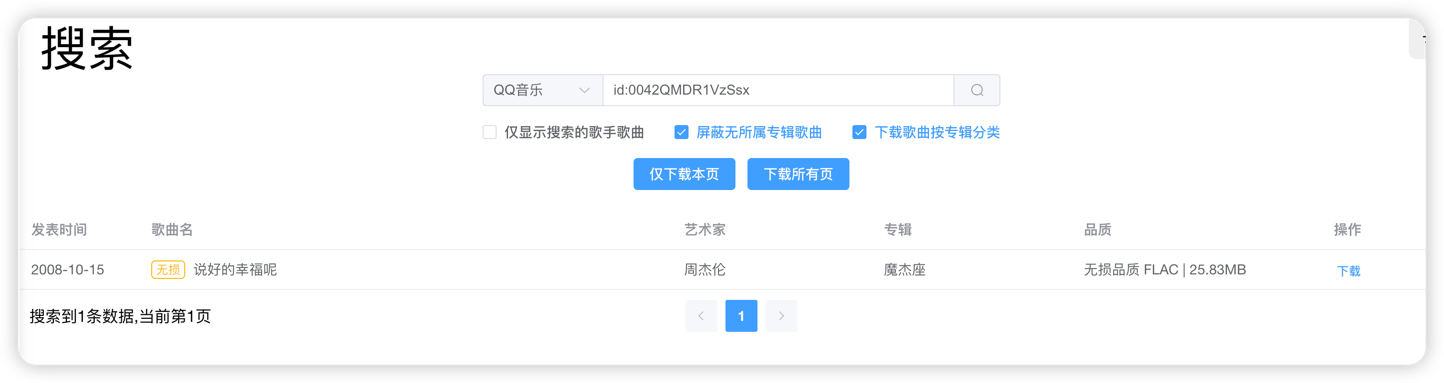 搜索
QQ音乐 id:0042QMDR1VzSsx
仅显示搜索的歌手歌曲 屏蔽无所属专辑歌曲 下载歌曲按专辑分类
仅下载本页 下载所有页
发表时间 歌曲名 艺术家 专辑 品质 操作
2008-10-15 无损 说好的幸福呢 周杰伦 魔杰座 无损品质 FLAC | 25.83MB 下载
搜索到1条数据,当前第1页 1